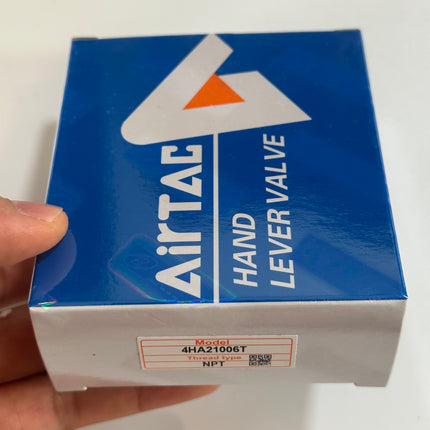 AirTAC
HAND
LEVER VALVE
Model
4HA21006T
Thread type
NPT